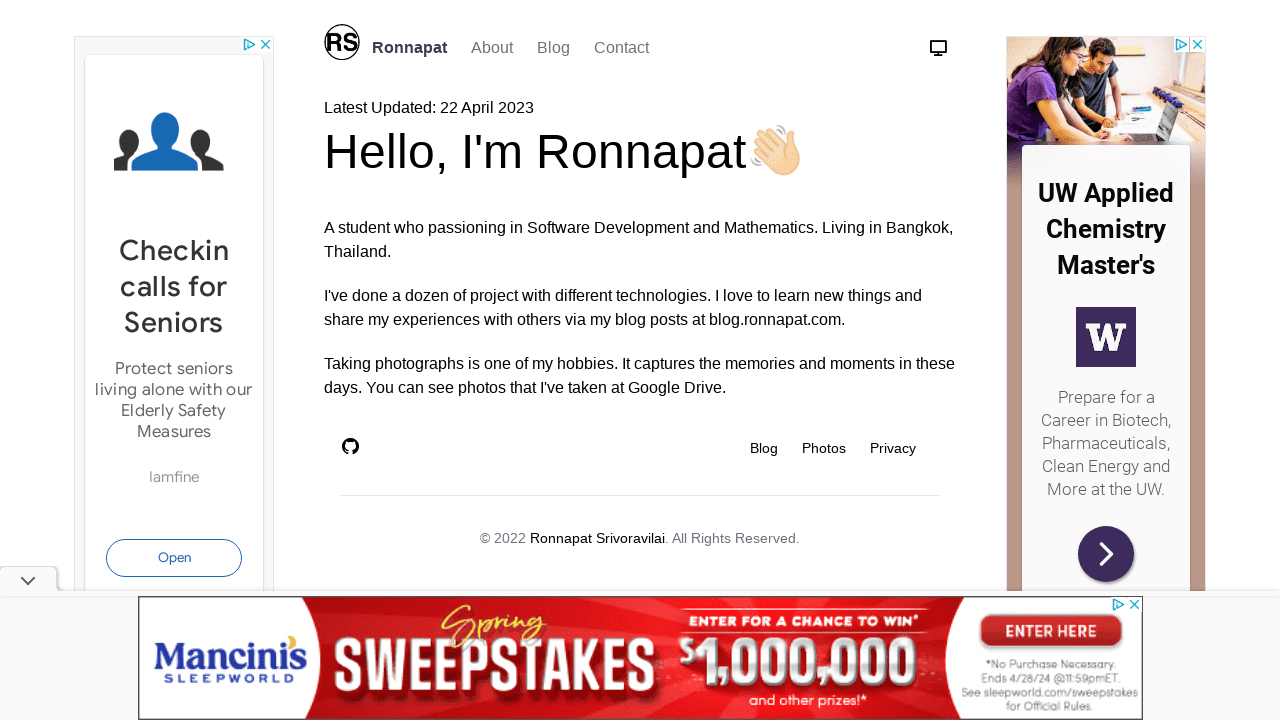 RS
Ronnapat
About
Blog
Contact
Latest Updated: 22 April 2023
Hello, I'm Ronnapat
A student who passioning in Software Development and Mathematics. Living in Bangkok,
Thailand.
I've done a dozen of project with different technologies. I love to learn new things and
share my experiences with others via my blog posts at blog.ronnapat.com.
Taking photographs is one of my hobbies. It captures the memories and moments in these
days. You can see photos that I've taken at Google Drive.
Blog
Photos
Privacy
© 2022 Ronnapat Srivoravilai. All Rights Reserved.
Checkin
calls for
Seniors
Protect seniors
living alone with our
Elderly Safety
Measures
Iamfine
Open
UW Applied
Chemistry
Master's
W
Prepare for a
Career in Biotech,
Pharmaceuticals,
Clean Energy and
More at the UW.
Mancini's
SLEEPWORLD
Spring
SWEEPSTAKES
ENTER FOR A CHANCE TO WIN*
$1,000,000
and other prizes!*
ENTER HERE
*No Purchase Necessary.
Ends 4/28/24 @11:59pmET.
See sleepworld.com/sweepstakes
for Official Rules.